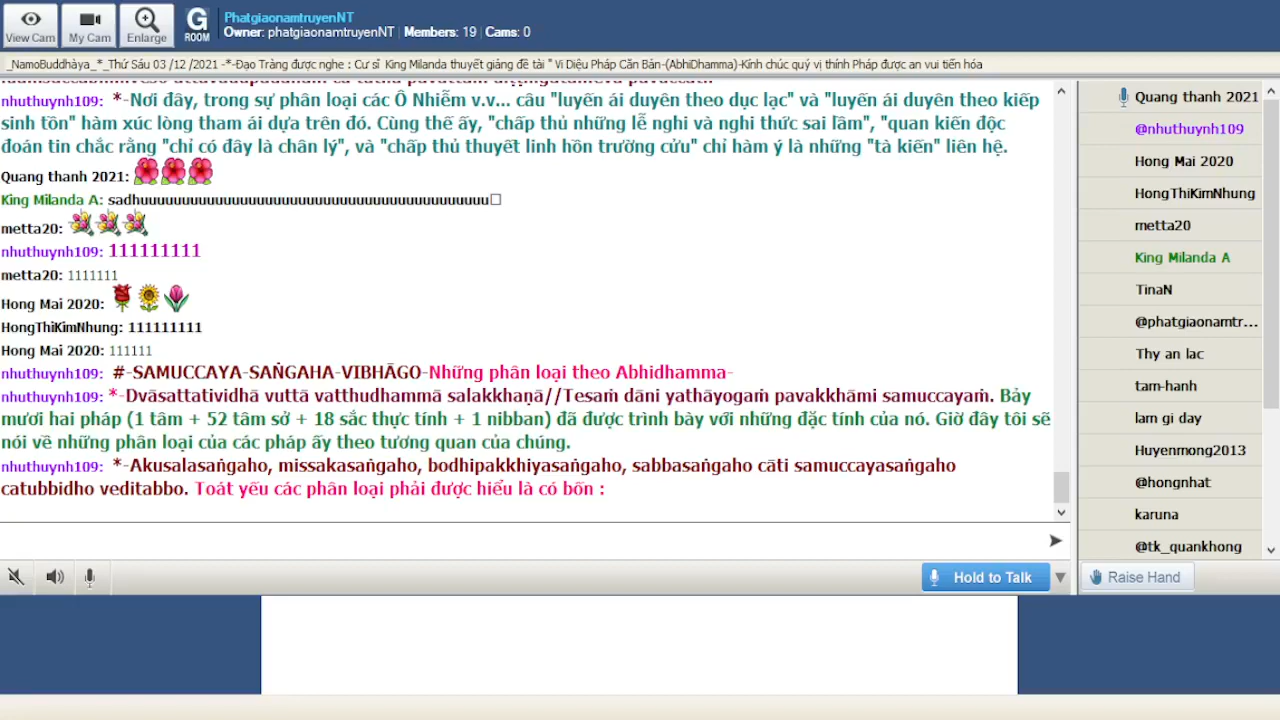 View Cam
My Cam
Enlarge
G
ROOM
PhatgiaonamtruyenNT
Owner: phatgiaonamtruyenNT | Members: 19 | Cams: 0
_NamoBuddhàya_*_Thứ Sáu 03 /12 /2021 -*-Đạo Tràng được nghe : Cư sĩ King Milanda thuyết giảng đề tài " Vi Diệu Pháp Căn Bản-(AbhiDhamma)-Kính chúc quý vị thính Pháp được an vui tiến hóa
nhuthuynh109: *-Nơi đây, trong sự phân loại các Ô Nhiễm v.v... câu "luyến ái duyên theo dục lạc" và "luyến ái duyên theo kiếp
sinh tồn" hàm xúc lòng tham ái dựa trên đó. Cùng thế ấy, "chấp thủ những lễ nghi và nghi thức sai lầm", "quan kiến độc
đoán tin chắc rằng "chỉ có đây là chân lý", và "chấp thủ thuyết linh hồn trường cửu" chỉ hàm ý là những "tà kiến" liên hệ.
Quang thanh 2021:
King Milanda A: sadhuuuuuuuuuuuuuuuuuuuuuuuuuuuuuuuuuuuuuuuuuu□
metta20:
nhuthuynh109: 111111111
metta20: 1111111
Hong Mai 2020:
HongThiKimNhung: 111111111
Hong Mai 2020: 111111
nhuthuynh109: #-SAMUCCAYA-SAṄGAHA-VIBHĀGO-Những phân loại theo Abhidhamma-
nhuthuynh109: *-Dvāsattatividhā vuttā vatthudhammā salakkhaṇā//Tesaṁ dāni yathāyogaṁ pavakkhāmi samuccayaṁ. Bảy
mươi hai pháp (1 tâm + 52 tâm sở + 18 sắc thực tính + 1 nibban) đã được trình bày với những đặc tính của nó. Giờ đây tôi sẽ
nói về những phân loại của các pháp ấy theo tương quan của chúng.
nhuthuynh109: *-Akusalasaṅgaho, missakasaṅgaho, bodhipakkhiyasaṅgaho, sabbasaṅgaho cāti samuccayasaṅgaho
catubbidho veditabbo. Toát yếu các phân loại phải được hiểu là có bốn :
Quang thanh 2021
@nhuthuynh109
Hong Mai 2020
HongThiKimNhung
metta20
King Milanda A
TinaN
@phatgiaonamtr...
Thy an lac
tam-hanh
lam gi day
Huyenmong2013
@hongnhat
karuna
@tk_quankhong
Hold to Talk
Raise Hand